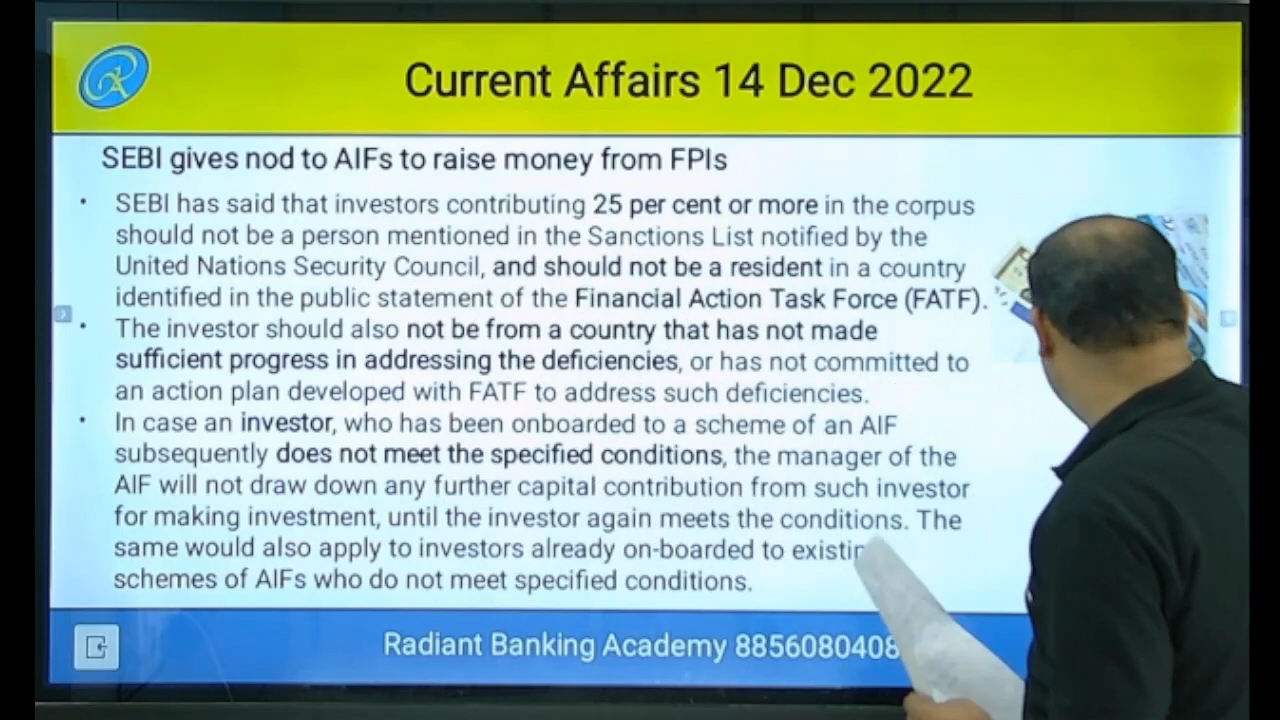 Current Affairs 14 Dec 2022
SEBI gives nod to AIFs to raise money from FPIs
• SEBI has said that investors contributing 25 per cent or more in the corpus
should not be a person mentioned in the Sanctions List notified by the
United Nations Security Council, and should not be a resident in a country
identified in the public statement of the Financial Action Task Force (FATF).
• The investor should also not be from a country that has not made
sufficient progress in addressing the deficiencies, or has not committed to
an action plan developed with FATF to address such deficiencies.
• In case an investor, who has been onboarded to a scheme of an AIF
subsequently does not meet the specified conditions, the manager of the
AIF will not draw down any further capital contribution from such investor
for making investment, until the investor again meets the conditions. The
same would also apply to investors already on-boarded to
schemes of AIFs who do not meet specified conditions.
Radiant Banking Academy 8856080408